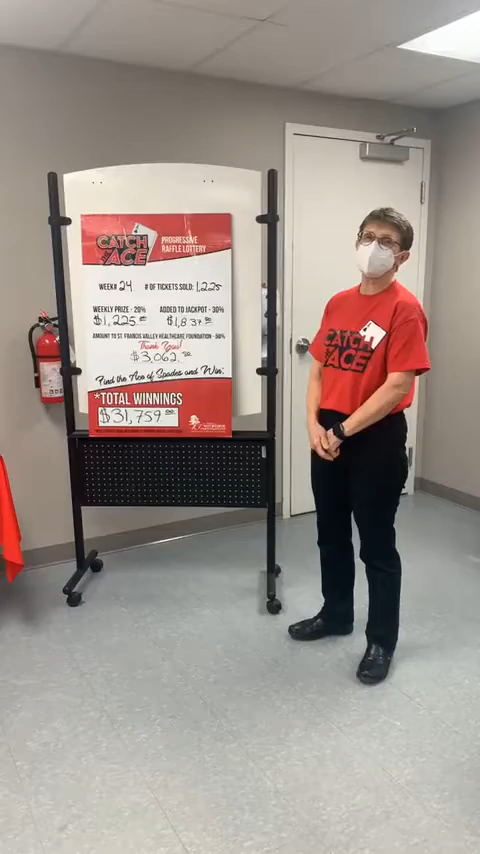 CATCH THE ACE
PROGRESSIVE
RAFFLE LOTTERY
WEEK# 24 # OF TICKETS SOLD: 1,225
WEEKLY PRIZE - 20% ADDED TO JACKPOT - 30%
$1,225.00 $1,837.50
AMOUNT TO ST. FRANCIS VALLEY HEALTHCARE FOUNDATION - 50%
Thank You!
$3,062.50
Find the Ace of Spades and Win:
*TOTAL WINNINGS
$31,759.00
CATCH
THE ACE